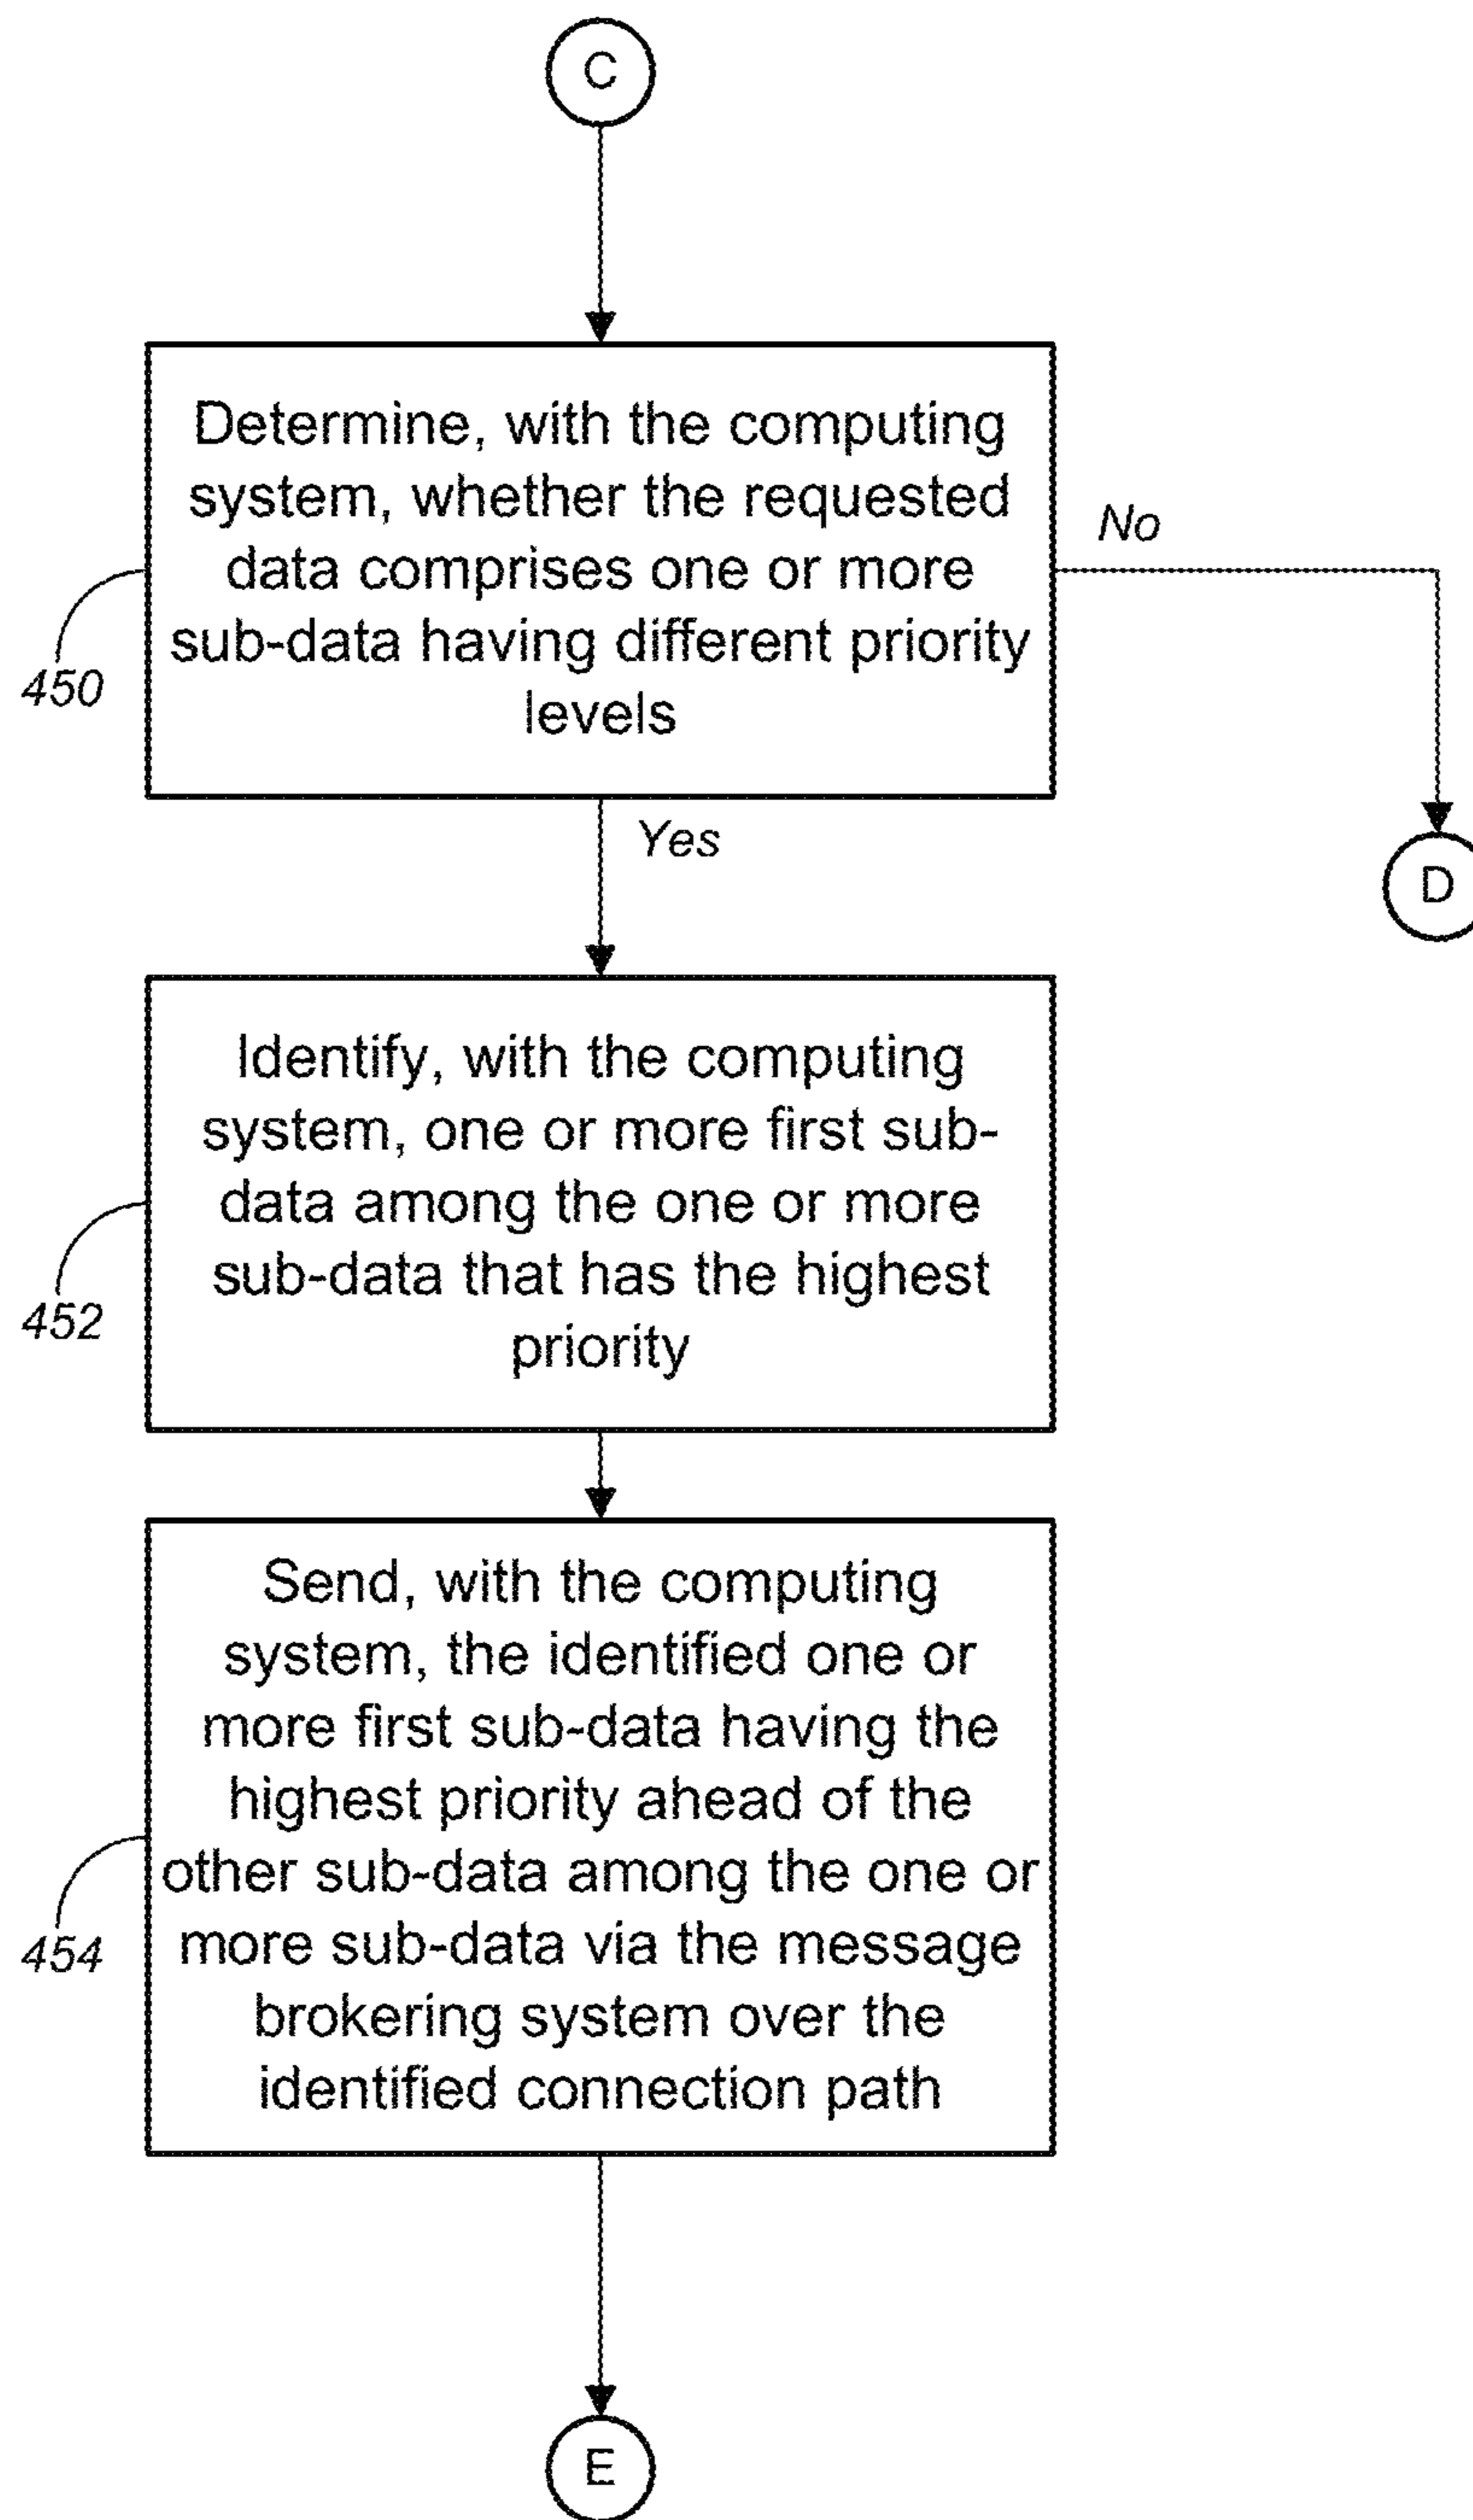 C
Determine, with the computing
system, whether the requested
data comprises one or more
sub-data having different priority
levels
No
450
Yes
D
Identify, with the computing
system, one or more first sub-
data among the one or more
sub-data that has the highest
priority
452
Send, with the computing
system, the identified one or
more first sub-data having the
highest priority ahead of the
other sub-data among the one or
more sub-data via the message
brokering system over the
identified connection path
454
E